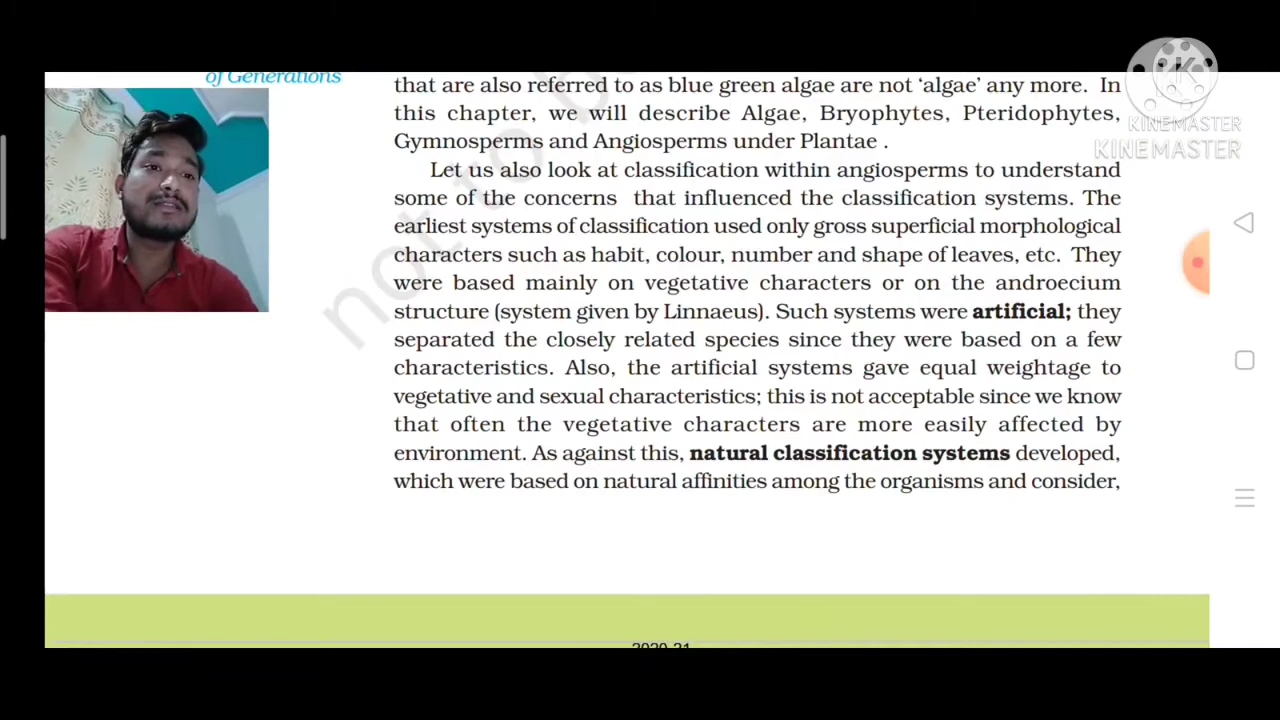 of Generations
that are also referred to as blue green algae are not ‘algae’ any more. In
this chapter, we will describe Algae, Bryophytes, Pteridophytes,
Gymnosperms and Angiosperms under Plantae .
Let us also look at classification within angiosperms to understand
some of the concerns that influenced the classification systems. The
earliest systems of classification used only gross superficial morphological
characters such as habit, colour, number and shape of leaves, etc. They
were based mainly on vegetative characters or on the androecium
structure (system given by Linnaeus). Such systems were artificial; they
separated the closely related species since they were based on a few
characteristics. Also, the artificial systems gave equal weightage to
vegetative and sexual characteristics; this is not acceptable since we know
that often the vegetative characters are more easily affected by
environment. As against this, natural classification systems developed,
which were based on natural affinities among the organisms and consider,
not to b
2020-21
K
KINEMASTER
KINEMASTER